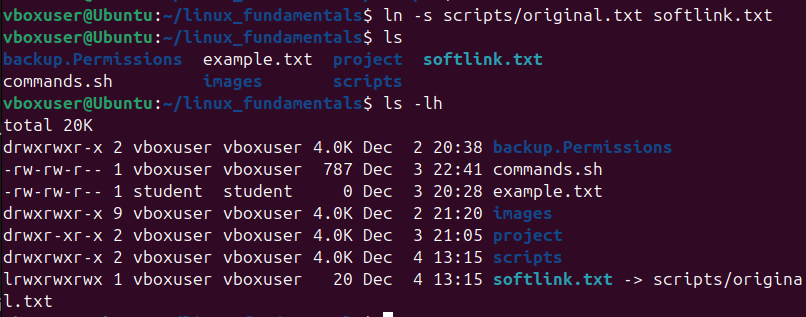 vboxuser@Ubuntu:~/linux_fundamentals$ ln -s scripts/original.txt softlink.txt
vboxuser@Ubuntu:~/linux_fundamentals$ ls
backup.Permissions  example.txt  project  softlink.txt
commands.sh         images       scripts
vboxuser@Ubuntu:~/linux_fundamentals$ ls -lh
total 20K
drwxrwxr-x 2 vboxuser vboxuser 4.0K Dec  2 20:38 backup.Permissions
-rw-rw-r-- 1 vboxuser vboxuser  787 Dec  3 22:41 commands.sh
-rw-rw-r-- 1 student  student     0 Dec  3 20:28 example.txt
drwxrwxr-x 9 vboxuser vboxuser 4.0K Dec  2 21:20 images
drwxr-xr-x 2 vboxuser vboxuser 4.0K Dec  3 21:05 project
drwxrwxr-x 2 vboxuser vboxuser 4.0K Dec  4 13:15 scripts
lrwxrwxrwx 1 vboxuser vboxuser   20 Dec  4 13:15 softlink.txt -> scripts/origina
l.txt